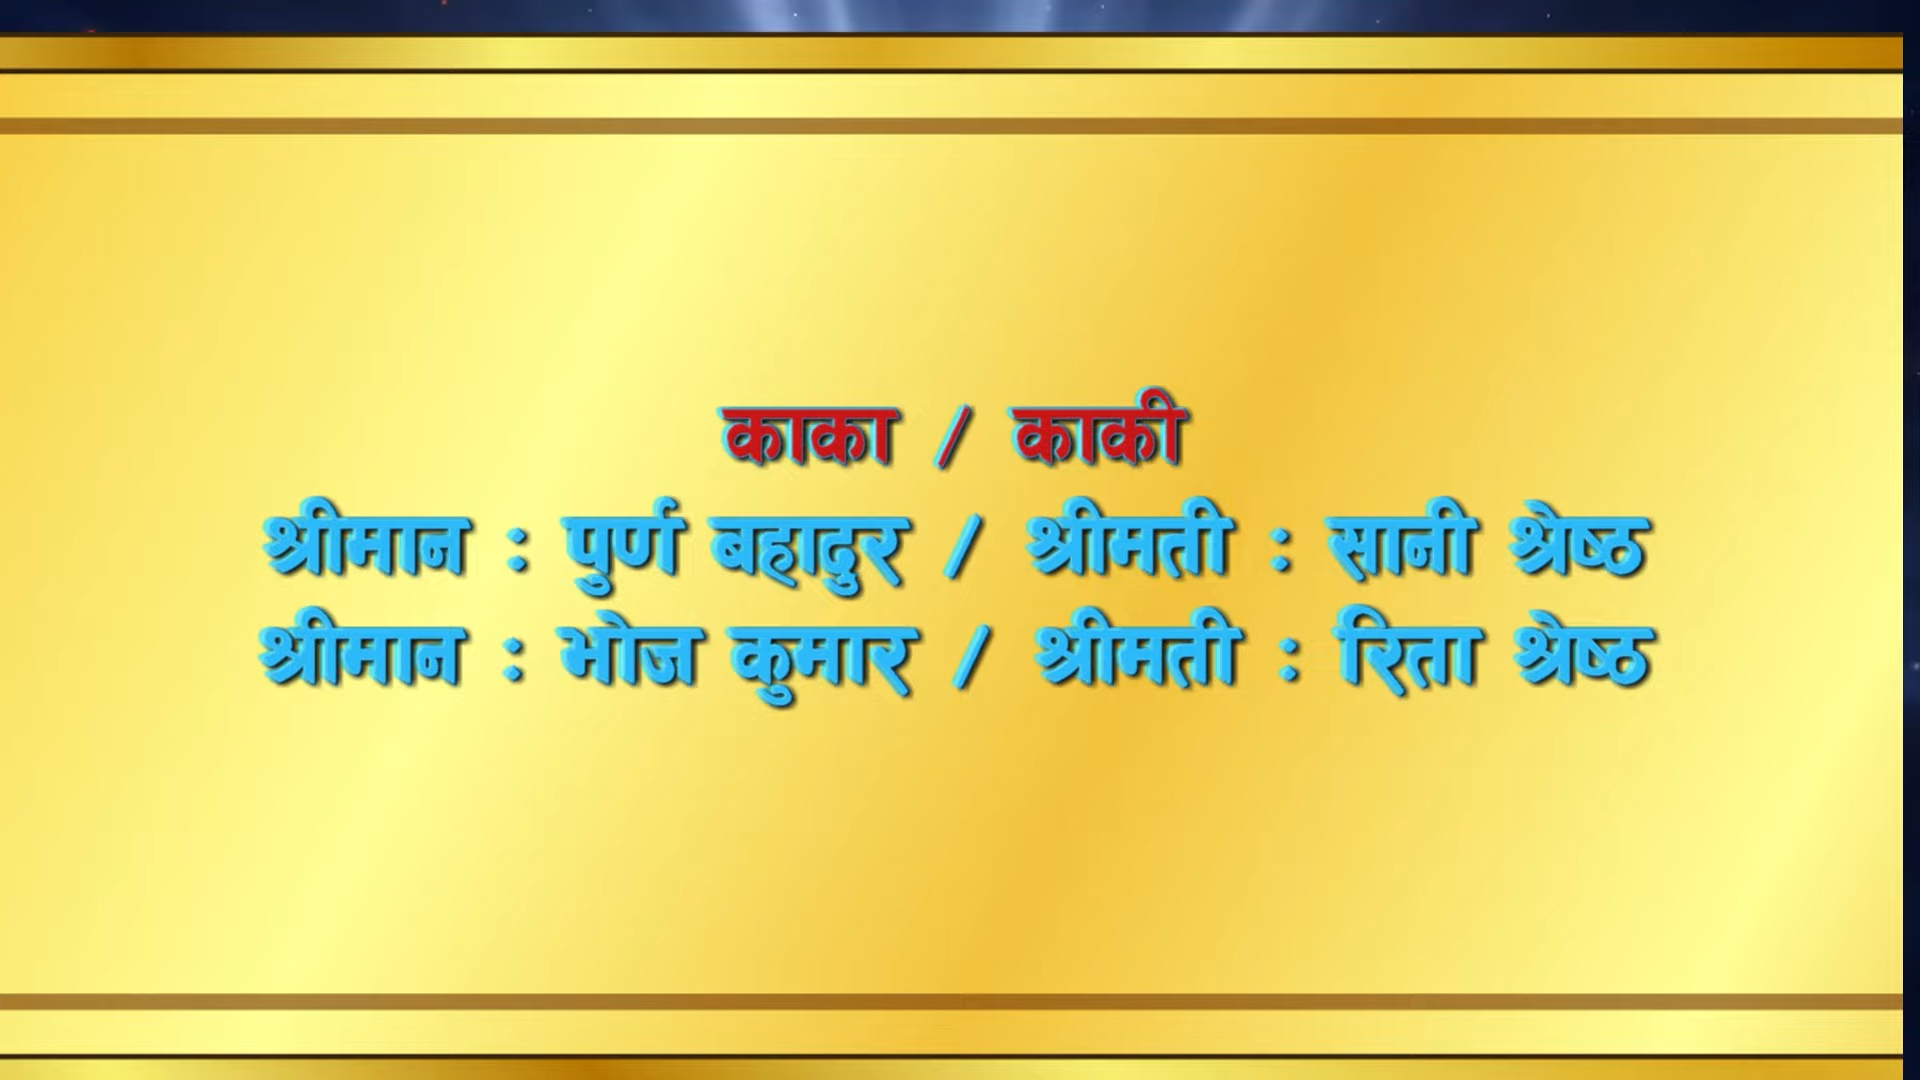 काका / काकी
श्रीमान : पुर्ण बहादुर / श्रीमती : सानी श्रेष्ठ
श्रीमान : भोज कुमार / श्रीमती : रिता श्रेष्ठ